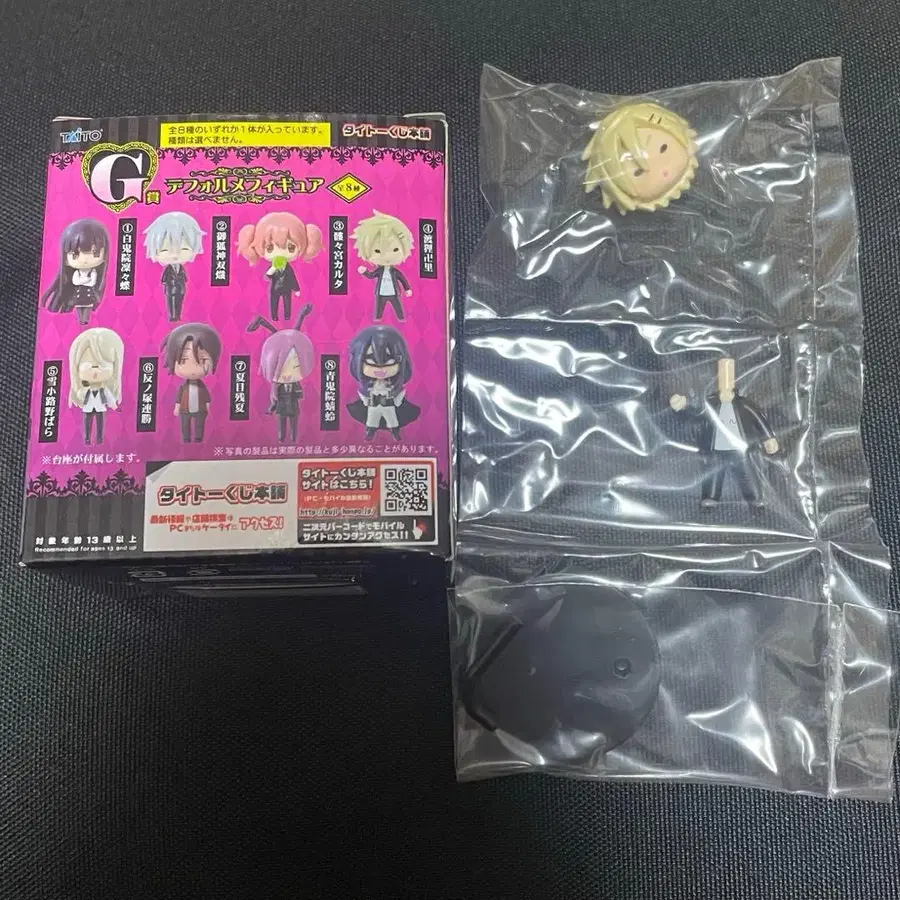 TAITO
全8種のいずれか1体が入っています。
種類は選べません。
タイトーくじ本舗
G賞
デフォルメフィギュア
全8種
①白鬼院凜々蝶
②御狐神双熾
③髏々宮カルタ
④渡狸卍里
⑤雪小路野ばら
⑥反ノ塚連勝
⑦夏目残夏
⑧青鬼院蜻蛉
※写真の製品は実際の製品と多少異なることがあります。
※台座が付属します。
タイトーくじ本舗
最新情報や店舗検索は
PCまたはケータイに アクセス!
タイトーくじ本舗
サイトはこちら!
(PC・モバイル最新機種)
http://kuji-honpo.jp/
二次元バーコードでモバイル
サイトにカンタンアクセス!!
対象年齢13歳以上
Recommended for ages 13 and up